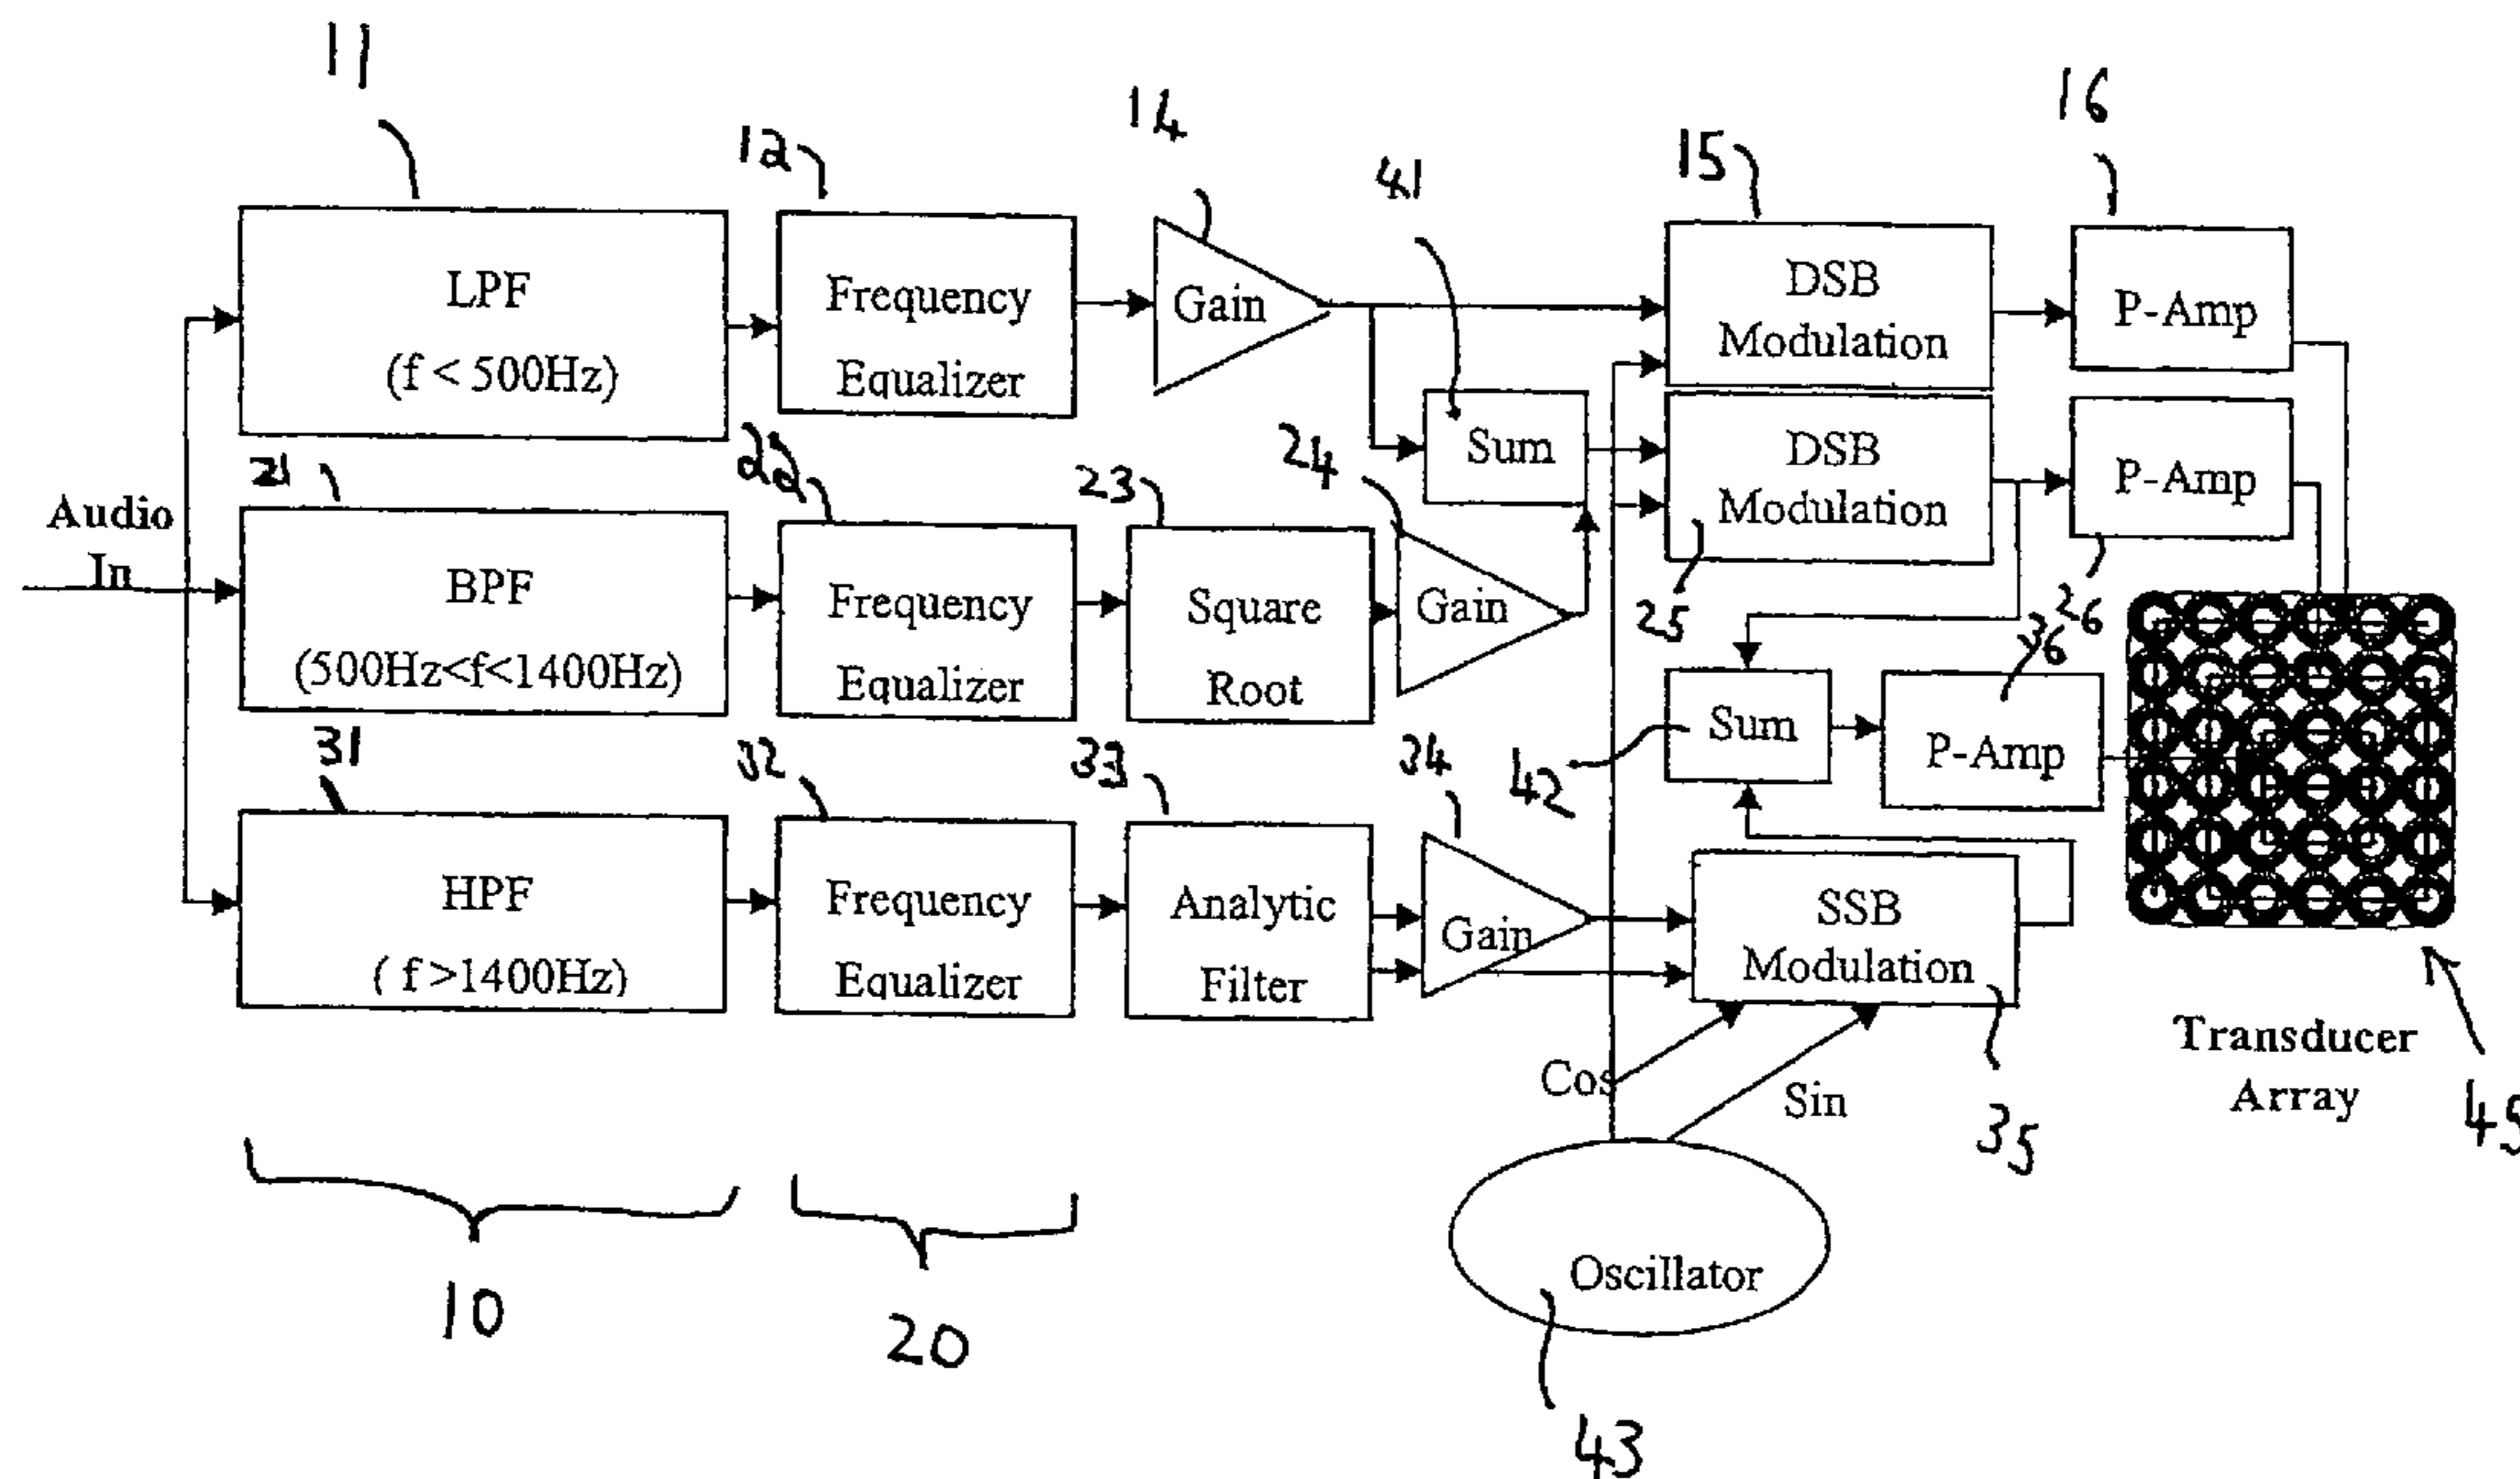 11
12
14
41
15
16
LPF
(f < 500Hz)
Frequency
Equalizer
Gain
DSB
Modulation
P-Amp
Sum
DSB
Modulation
P-Amp
21
22
23
24
25
26
Audio
In
BPF
(500Hz<f<1400Hz)
Frequency
Equalizer
Square
Root
Gain
36
Sum
P-Amp
42
31
32
33
34
HPF
( f >1400Hz)
Frequency
Equalizer
Analytic
Filter
Gain
SSB
Modulation
Cos
Sin
35
Transducer
Array
45
10
20
Oscillator
43